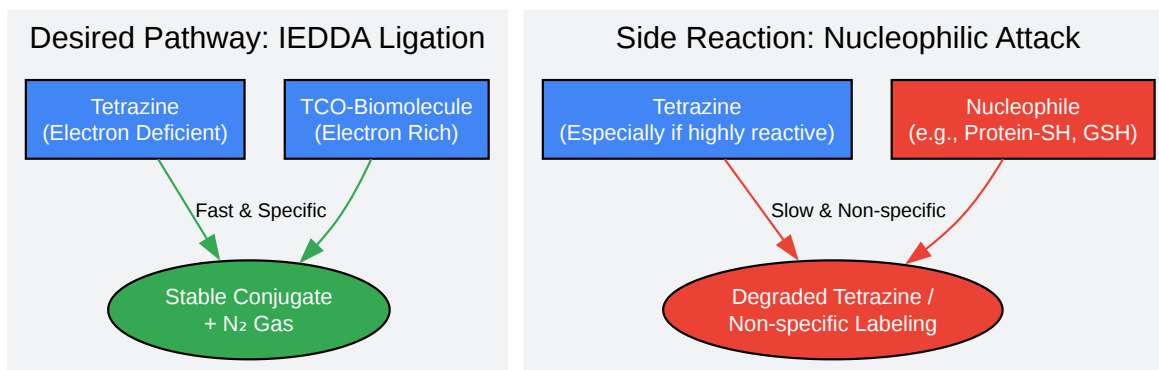 Desired Pathway: IEDDA Ligation
Tetrazine
(Electron Deficient)
TCO-Biomolecule
(Electron Rich)
Fast & Specific
Stable Conjugate
+ N₂ Gas
Side Reaction: Nucleophilic Attack
Tetrazine
(Especially if highly reactive)
Nucleophile
(e.g., Protein-SH, GSH)
Slow & Non-specific
Degraded Tetrazine /
Non-specific Labeling